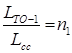 L_{TO-1} / L_{cc} = n_1